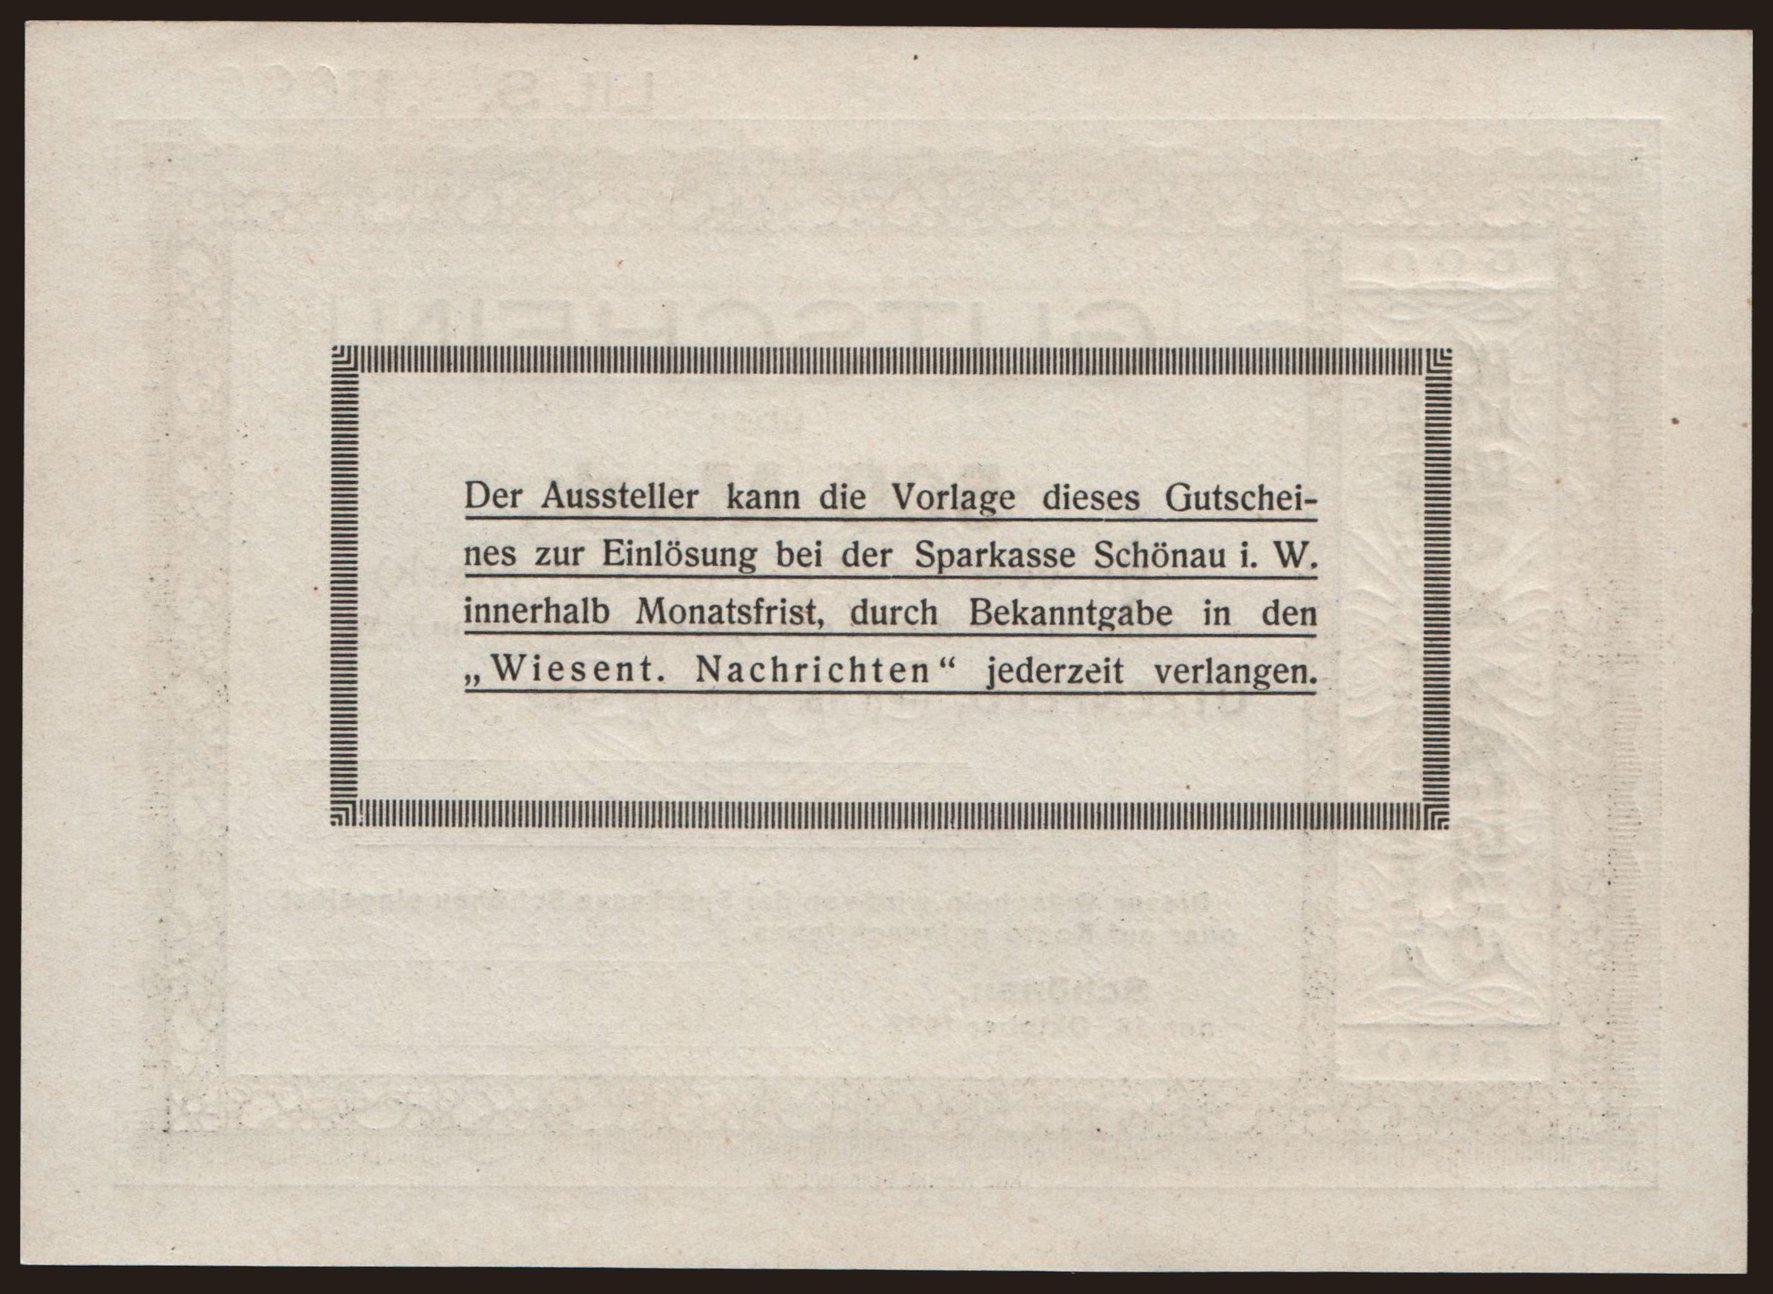 Der Aussteller kann die Vorlage dieses Gutschei-
nes zur Einlösung bei der Sparkasse Schönau i. W.
innerhalb Monatsfrist, durch Bekanntgabe in den
„Wiesent. Nachrichten“ jederzeit verlangen.